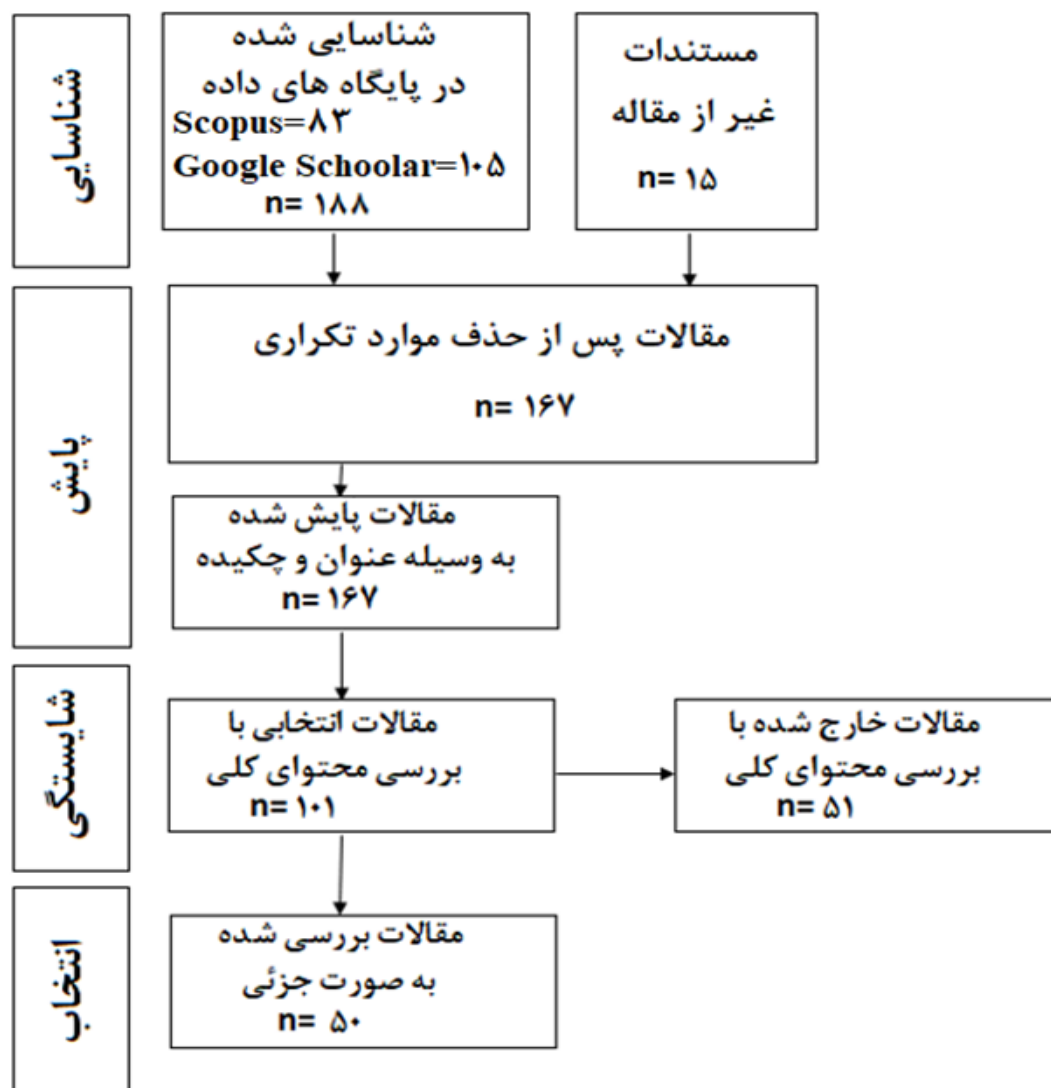 شناسایی
شناسایی شده
در پایگاه های داده
Scopus=۸۳
Google Schoolar=۱۰۵
n= ۱۸۸
مستندات
غیر از مقاله
n= ۱۵
پایش
مقالات پس از حذف موارد تکراری
n= ۱۶۷
مقالات پایش شده
به وسیله عنوان و چکیده
n= ۱۶۷
شایستگی
مقالات انتخابی با
بررسی محتوای کلی
n= ۱۰۱
مقالات خارج شده با
بررسی محتوای کلی
n= ۵۱
انتخاب
مقالات بررسی شده
به صورت جزئی
n= ۵۰